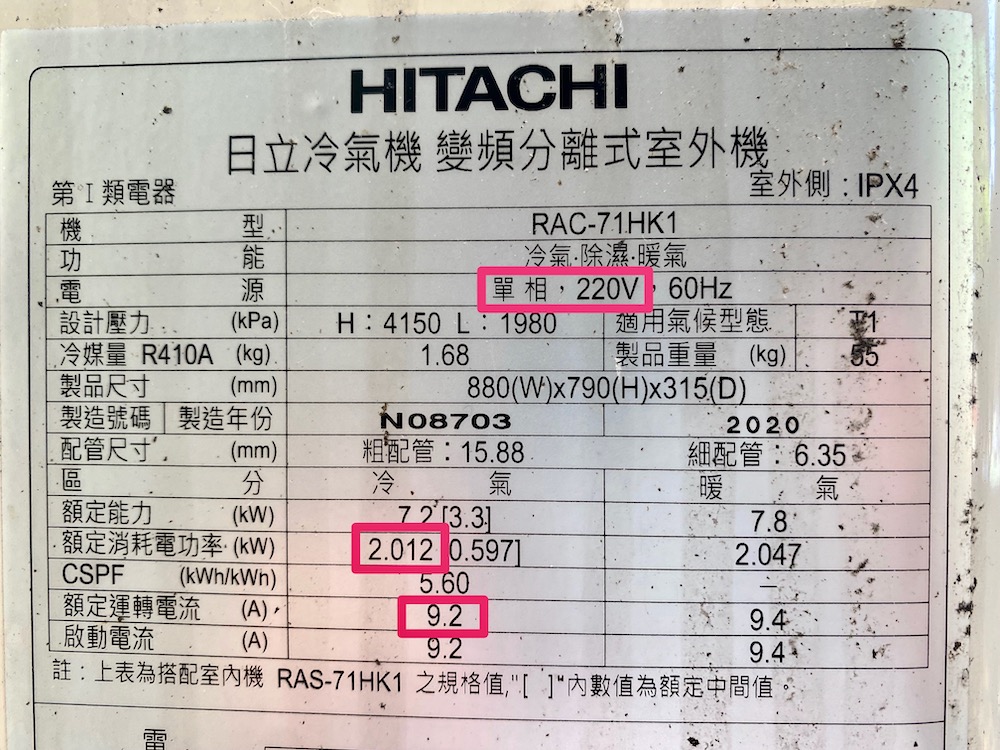 HITACHI
日立冷氣機 變頻分離式室外機
第 I 類電器 室外側：IPX4
機型 RAC-71HK1
功能 冷氣·除濕·暖氣
電源 單相，220V，60Hz
設計壓力 (kPa) H：4150 L：1980 適用氣候型態 T1
冷媒量 R410A (kg) 1.68 製品重量 (kg) 55
製品尺寸 (mm) 880(W)x790(H)x315(D)
製造號碼 製造年份 N08703 2020
配管尺寸 (mm) 粗配管：15.88 細配管：6.35
區分 冷氣 暖氣
額定能力 (kW) 7.2 [3.3] 7.8
額定消耗電功率 (kW) 2.012 [0.597] 2.047
CSPF (kWh/kWh) 5.60 –
額定運轉電流 (A) 9.2 9.4
啟動電流 (A) 9.2 9.4
註：上表為搭配室內機 RAS-71HK1 之規格值,"[ ]"內數值為額定中間值。